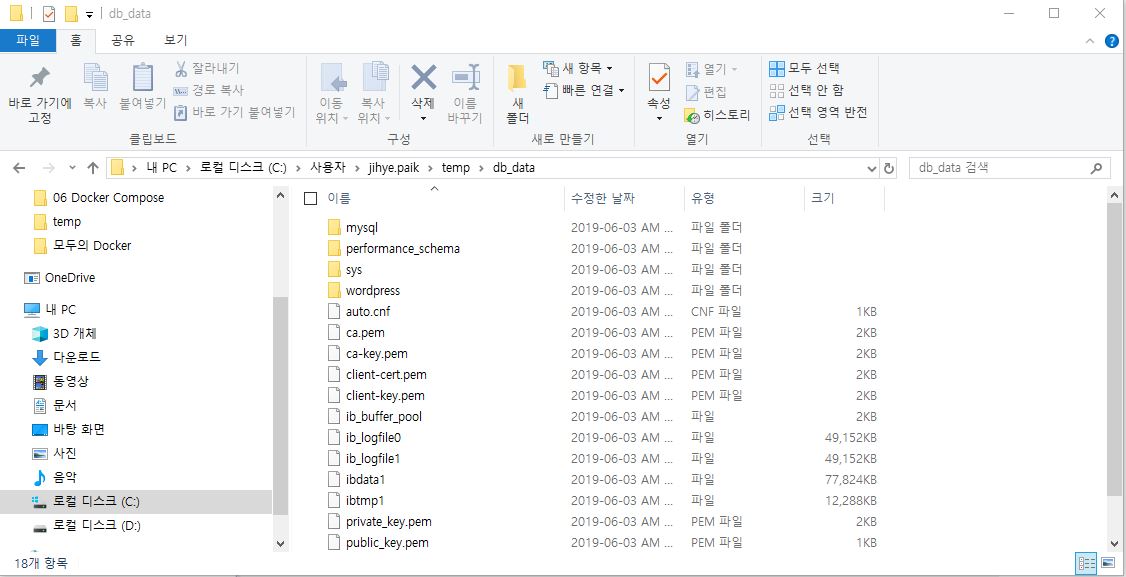 db_data
파일 홈 공유 보기
바로 가기에 고정
복사
붙여넣기
잘라내기
경로 복사
바로 가기 붙여넣기
클립보드
이동 위치
복사 위치
삭제
이름 바꾸기
구성
새 폴더
새 항목
빠른 연결
새로 만들기
속성
열기
편집
히스토리
열기
모두 선택
선택 안 함
선택 영역 반전
선택
내 PC > 로컬 디스크 (C:) > 사용자 > jihye.paik > temp > db_data
db_data 검색
06 Docker Compose
temp
모두의 Docker
OneDrive
내 PC
3D 개체
다운로드
동영상
문서
바탕 화면
사진
음악
로컬 디스크 (C:)
로컬 디스크 (D:)
이름 수정한 날짜 유형 크기
mysql 2019-06-03 AM ... 파일 폴더
performance_schema 2019-06-03 AM ... 파일 폴더
sys 2019-06-03 AM ... 파일 폴더
wordpress 2019-06-03 AM ... 파일 폴더
auto.cnf 2019-06-03 AM ... CNF 파일 1KB
ca.pem 2019-06-03 AM ... PEM 파일 2KB
ca-key.pem 2019-06-03 AM ... PEM 파일 2KB
client-cert.pem 2019-06-03 AM ... PEM 파일 2KB
client-key.pem 2019-06-03 AM ... PEM 파일 2KB
ib_buffer_pool 2019-06-03 AM ... 파일 2KB
ib_logfile0 2019-06-03 AM ... 파일 49,152KB
ib_logfile1 2019-06-03 AM ... 파일 49,152KB
ibdata1 2019-06-03 AM ... 파일 77,824KB
ibtmp1 2019-06-03 AM ... 파일 12,288KB
private_key.pem 2019-06-03 AM ... PEM 파일 2KB
public_key.pem 2019-06-03 AM ... PEM 파일 1KB
18개 항목